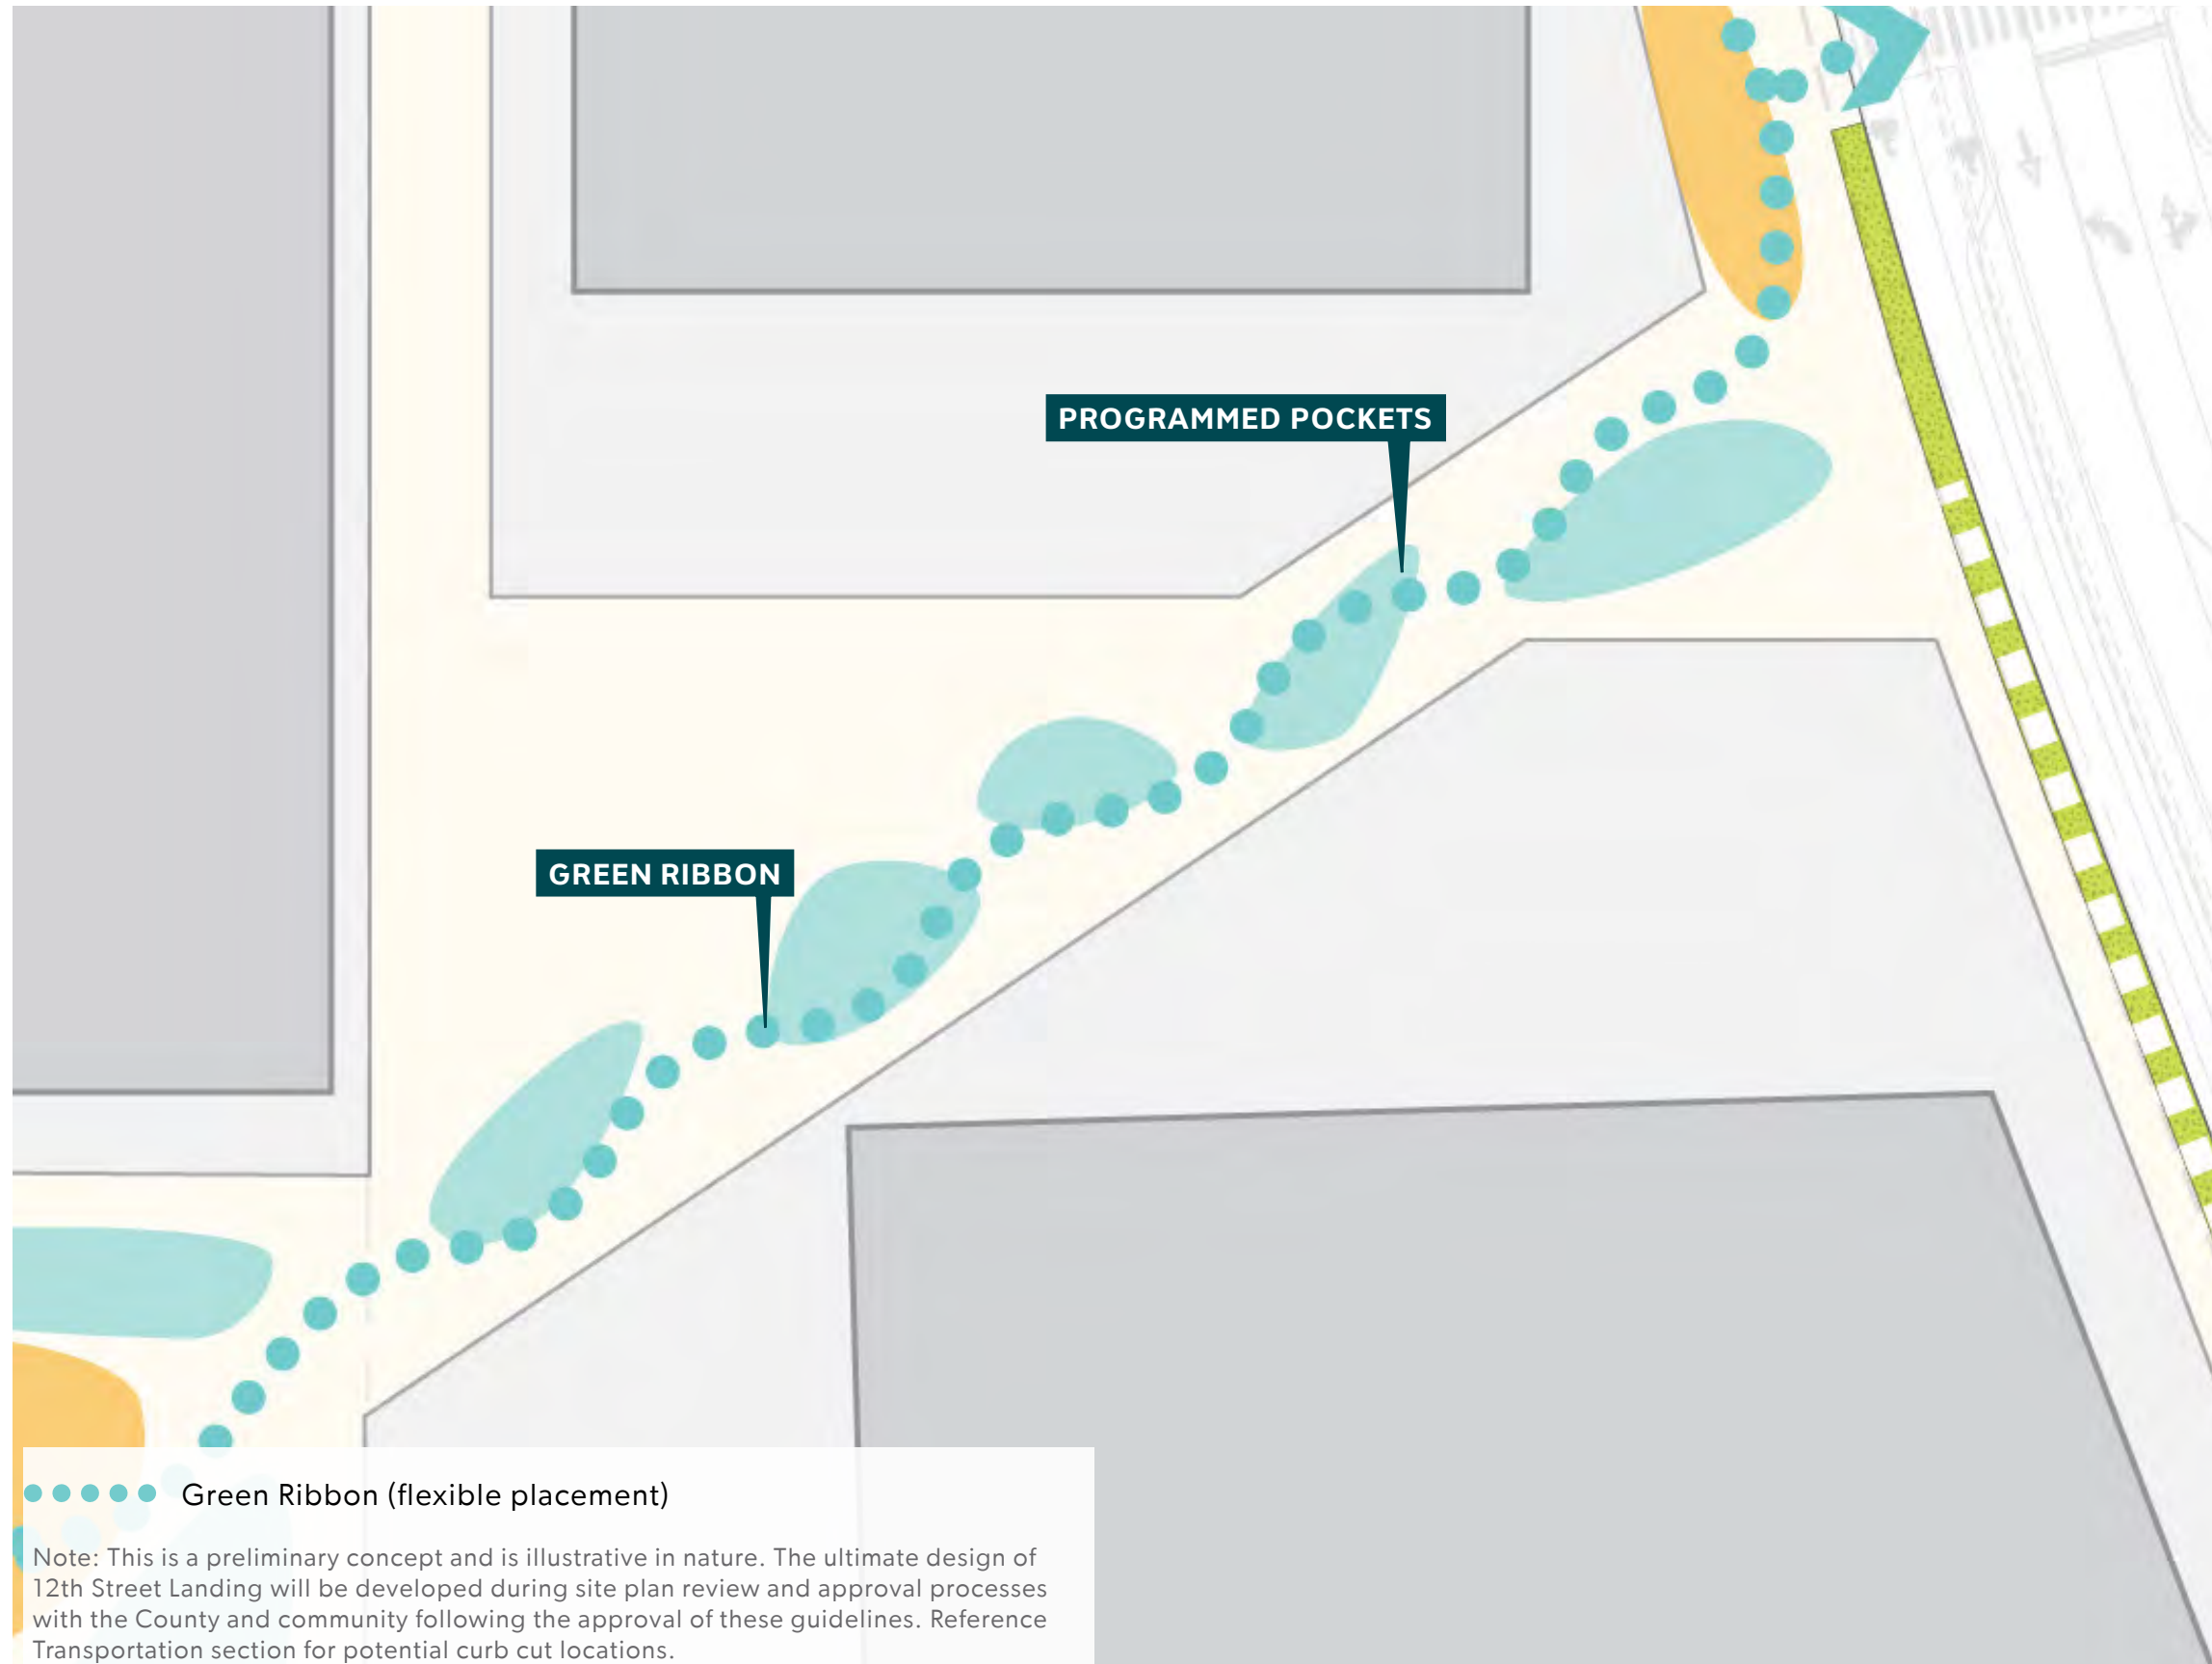 PROGRAMMED POCKETS
GREEN RIBBON
Green Ribbon (flexible placement)
Note: This is a preliminary concept and is illustrative in nature. The ultimate design of
12th Street Landing will be developed during site plan review and approval processes
with the County and community following the approval of these guidelines. Reference
Transportation section for potential curb cut locations.